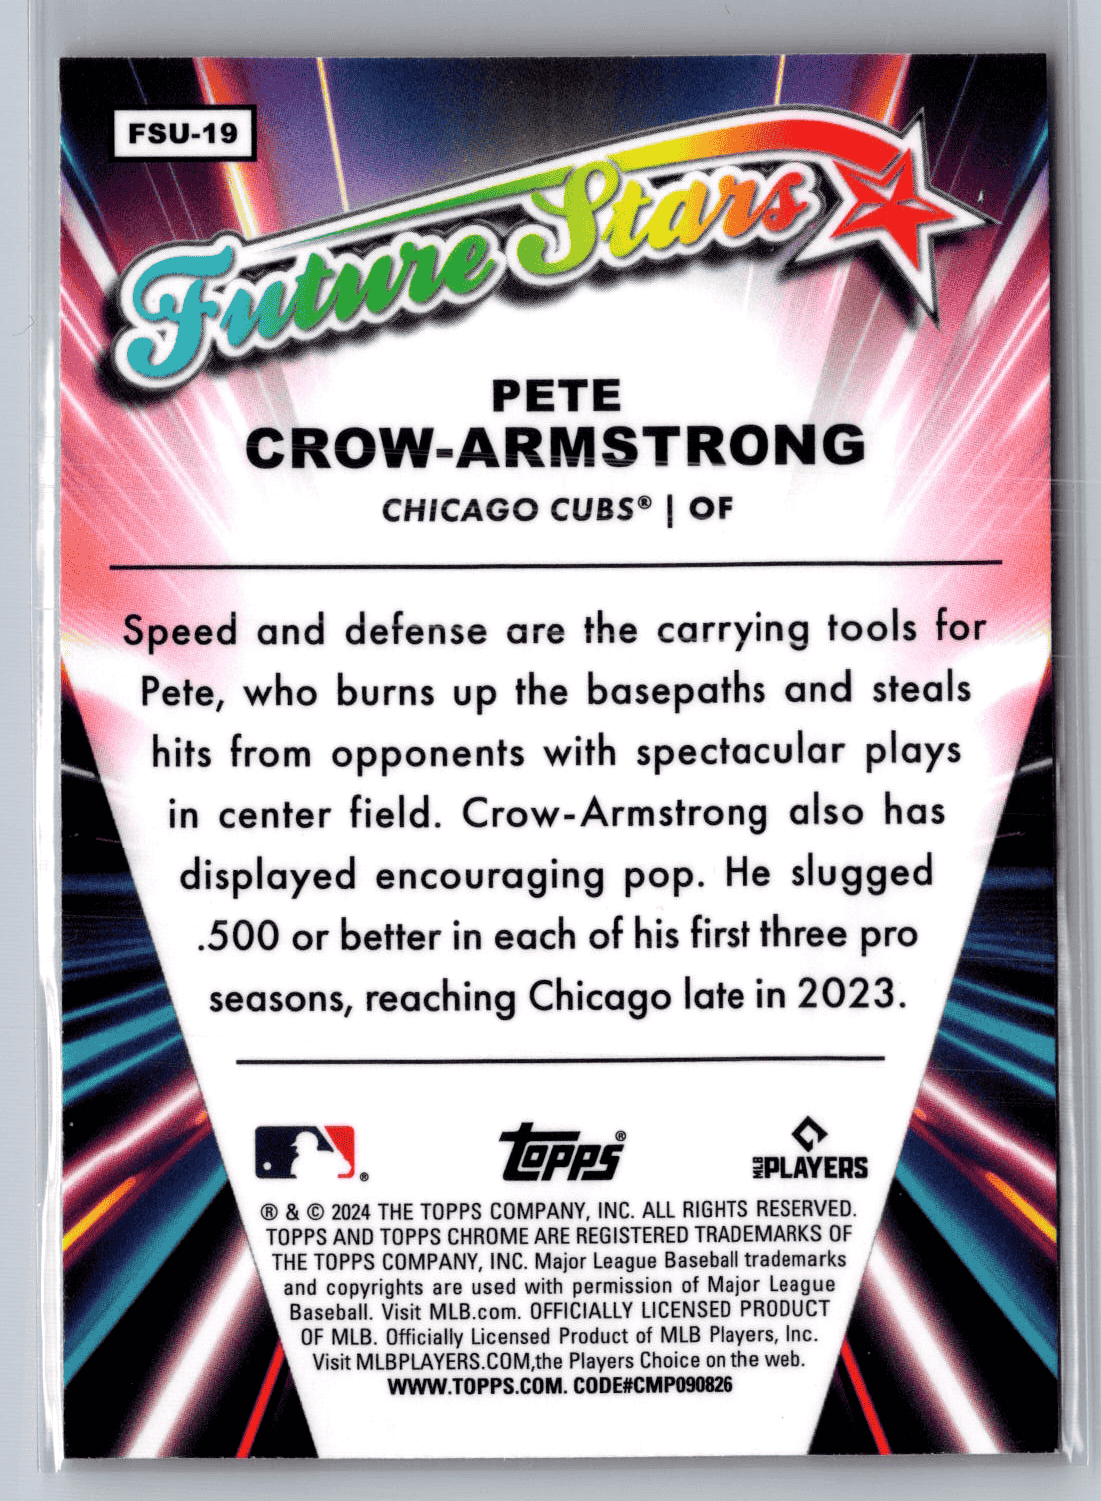 FSU-19
Future Stars
PETE
CROW-ARMSTRONG
CHICAGO CUBS® | OF
Speed and defense are the carrying tools for
Pete, who burns up the basepaths and steals
hits from opponents with spectacular plays
in center field. Crow-Armstrong also has
displayed encouraging pop. He slugged
.500 or better in each of his first three pro
seasons, reaching Chicago late in 2023.
® topps® MLB PLAYERS
® & © 2024 THE TOPPS COMPANY, INC. ALL RIGHTS RESERVED.
TOPPS AND TOPPS CHROME ARE REGISTERED TRADEMARKS OF
THE TOPPS COMPANY, INC. Major League Baseball trademarks
and copyrights are used with permission of Major League
Baseball. Visit MLB.com. OFFICIALLY LICENSED PRODUCT
OF MLB. Officially Licensed Product of MLB Players, Inc.
Visit MLBPLAYERS.COM,the Players Choice on the web.
WWW.TOPPS.COM. CODE#CMP090826